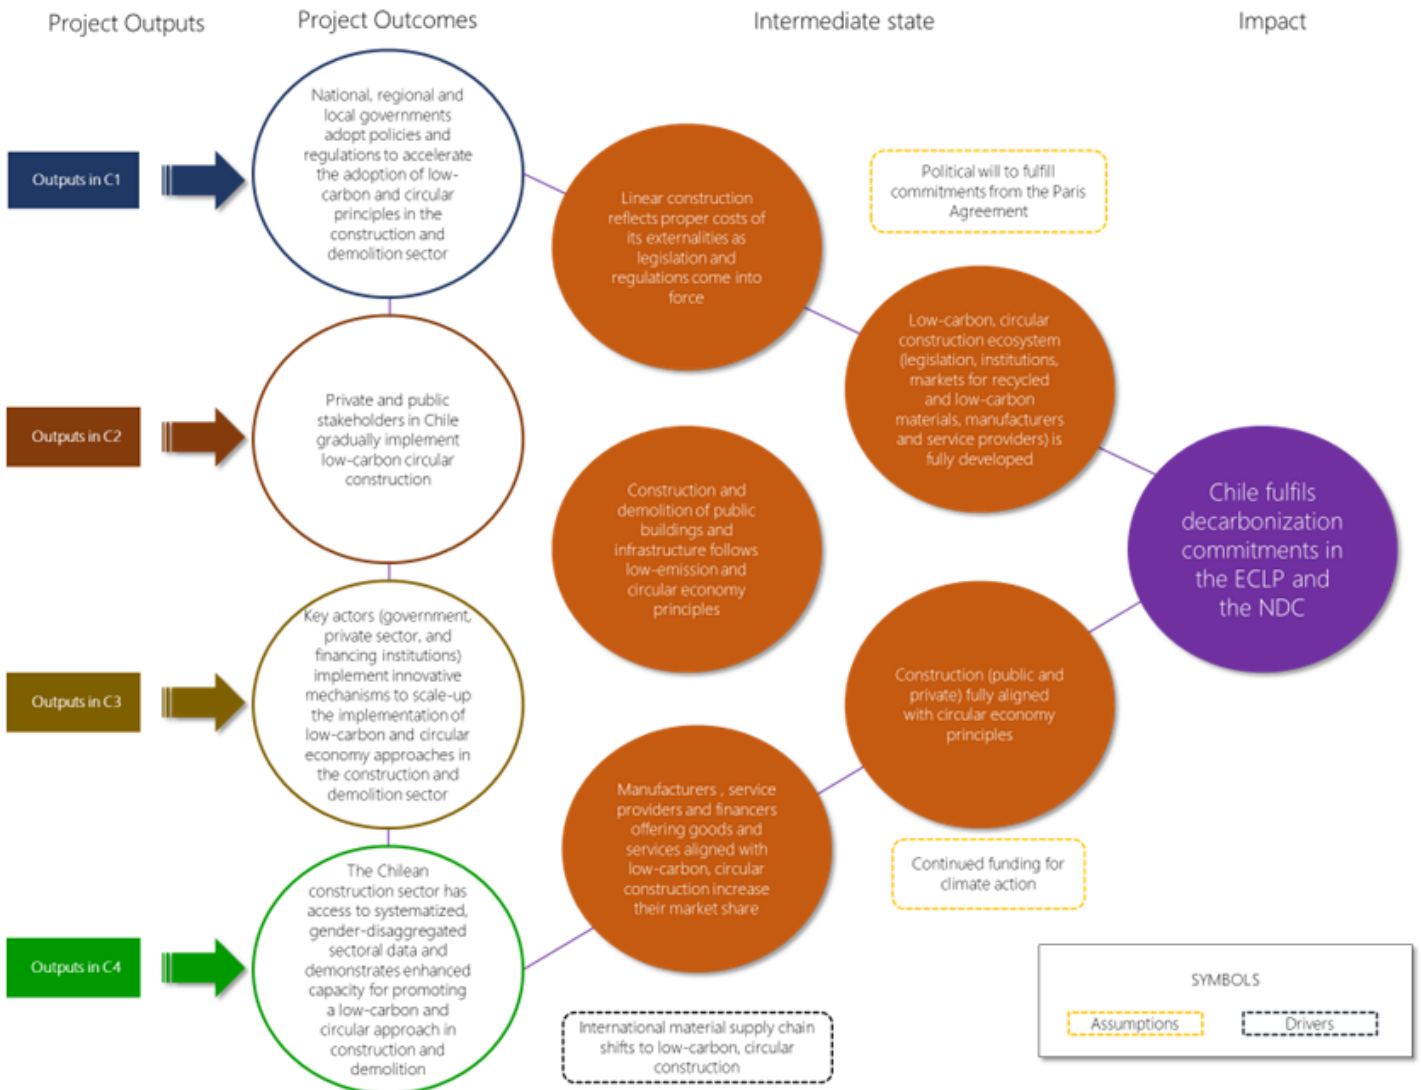 Project Outputs
Project Outcomes
Intermediate state
Impact
Outputs in C1
National, regional and
local governments
adopt policies and
regulations to accelerate
the adoption of low-
carbon and circular
principles in the
construction and
demolition sector
Linear construction
reflects proper costs of
its externalities as
legislation and
regulations come into
force
Political will to fulfill
commitments from the Paris
Agreement
Low-carbon, circular
construction ecosystem
(legislation, institutions,
markets for recycled
and low-carbon
materials, manufacturers
and service providers) is
fully developed
Outputs in C2
Private and public
stakeholders in Chile
gradually implement
low-carbon circular
construction
Construction and
demolition of public
buildings and
infrastructure follows
low-emission and
circular economy
principles
Chile fulfils
decarbonization
commitments in
the ECLP and
the NDC
Outputs in C3
Key actors (government,
private sector, and
financing institutions)
implement innovative
mechanisms to scale-up
the implementation of
low-carbon and circular
economy approaches in
the construction and
demolition sector
Construction (public and
private) fully aligned
with circular economy
principles
Manufacturers , service
providers and financers
offering goods and
services aligned with
low-carbon, circular
construction increase
their market share
Continued funding for
climate action
Outputs in C4
The Chilean
construction sector has
access to systematized,
gender-disaggregated
sectoral data and
demonstrates enhanced
capacity for promoting
a low-carbon and
circular approach in
construction and
demolition
International material supply chain
shifts to low-carbon, circular
construction
SYMBOLS
Assumptions
Drivers